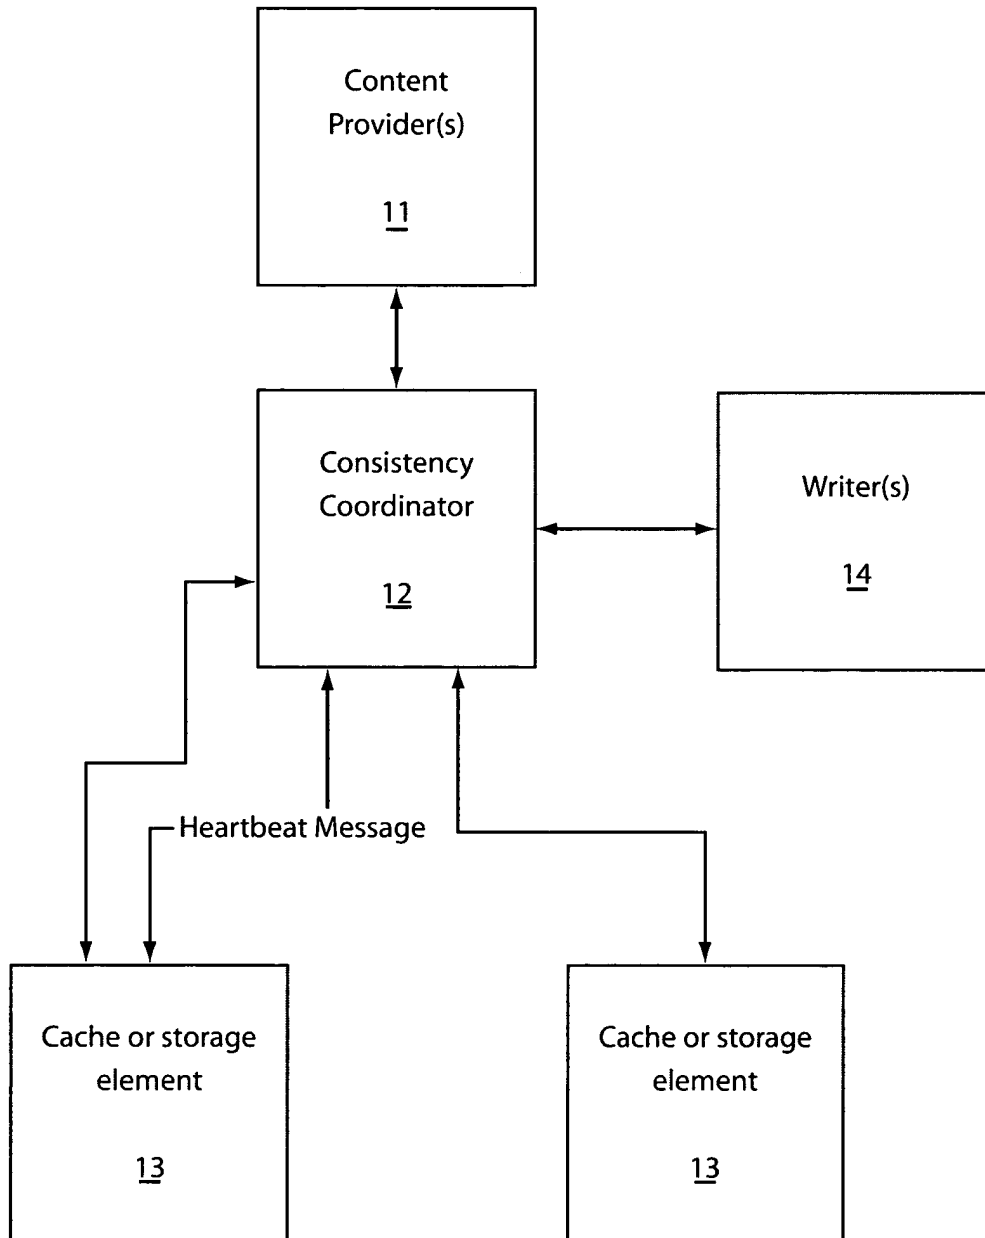 Content
Provider(s)
11
Consistency
Coordinator
12
Writer(s)
14
Heartbeat Message
Cache or storage
element
13
Cache or storage
element
13